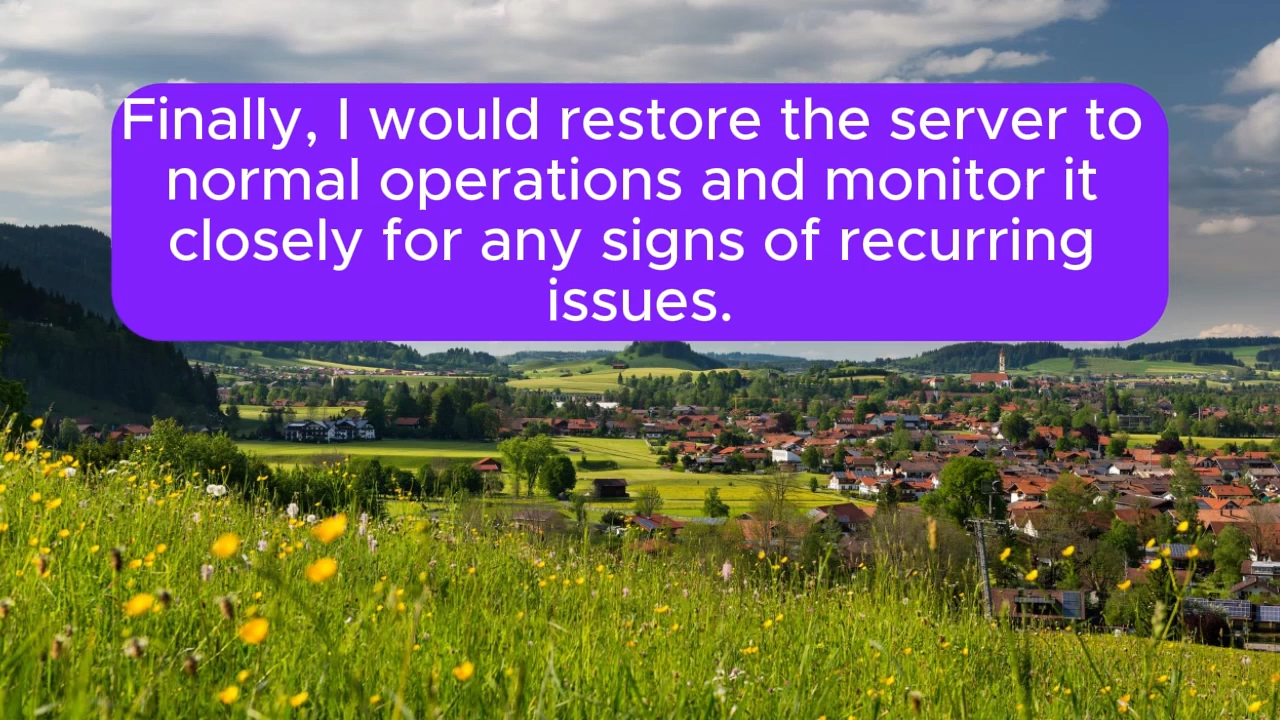 Finally, I would restore the server to
normal operations and monitor it
closely for any signs of recurring
issues.